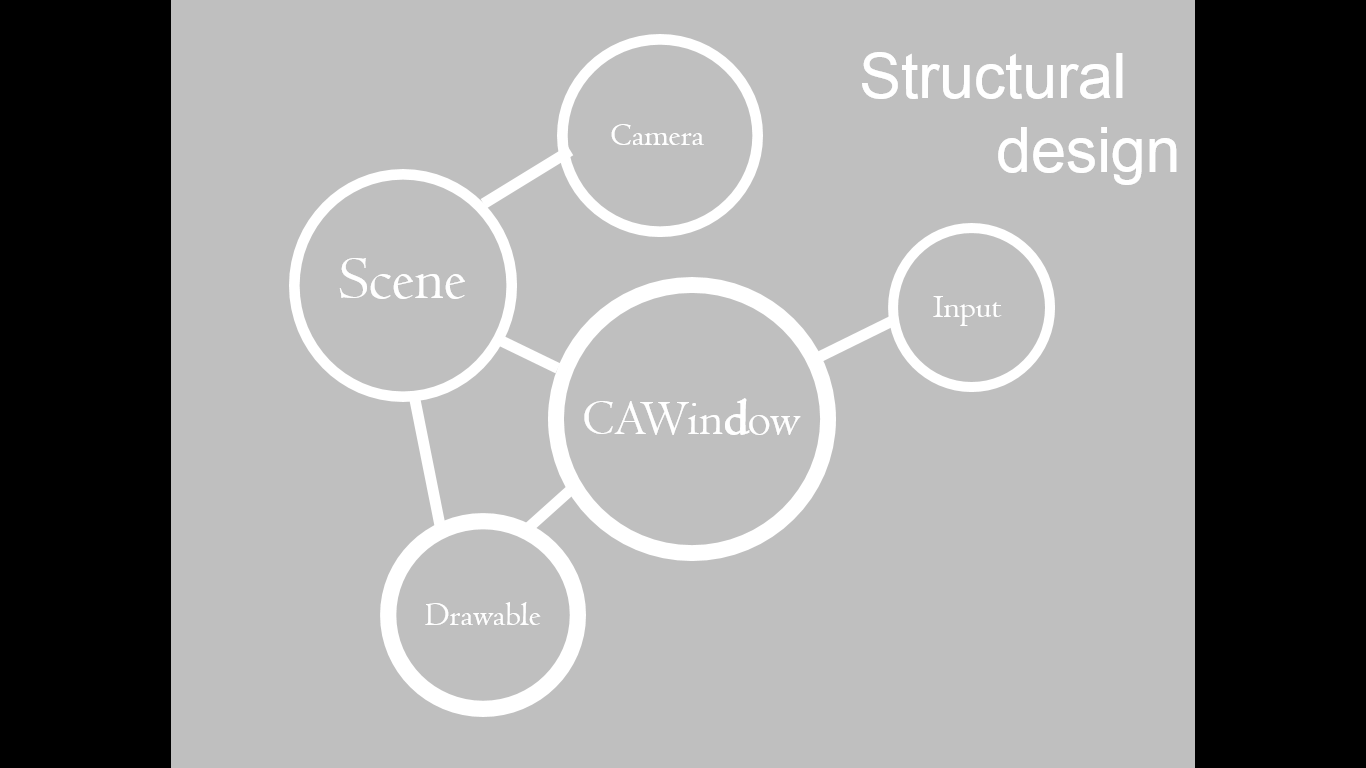 Structural
design
Camera
Scene
Input
CAWindow
Drawable